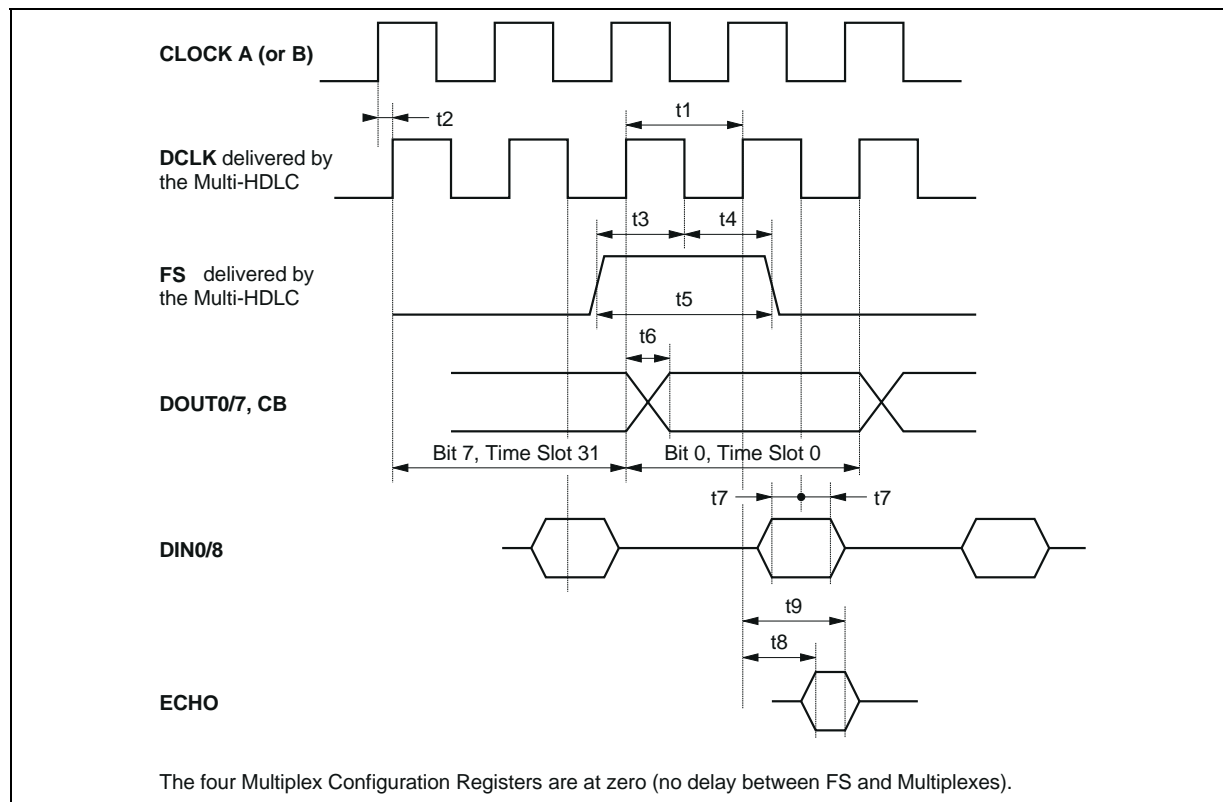 CLOCK A (or B)
t2
t1
DCLK delivered by
the Multi-HDLC
t3
t4
FS delivered by
the Multi-HDLC
t5
t6
DOUT0/7, CB
Bit 7, Time Slot 31
Bit 0, Time Slot 0
t7
t7
DIN0/8
t9
t8
ECHO
The four Multiplex Configuration Registers are at zero (no delay between FS and Multiplexes).